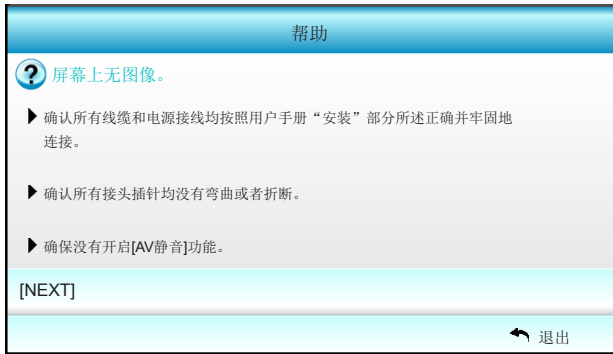 帮助
? 屏幕上无图像。
确认所有线缆和电源接线均按照用户手册“安装”部分所述正确并牢固地
连接。
确认所有接头插针均没有弯曲或者折断。
确保没有开启[AV静音]功能。
[NEXT]
退出